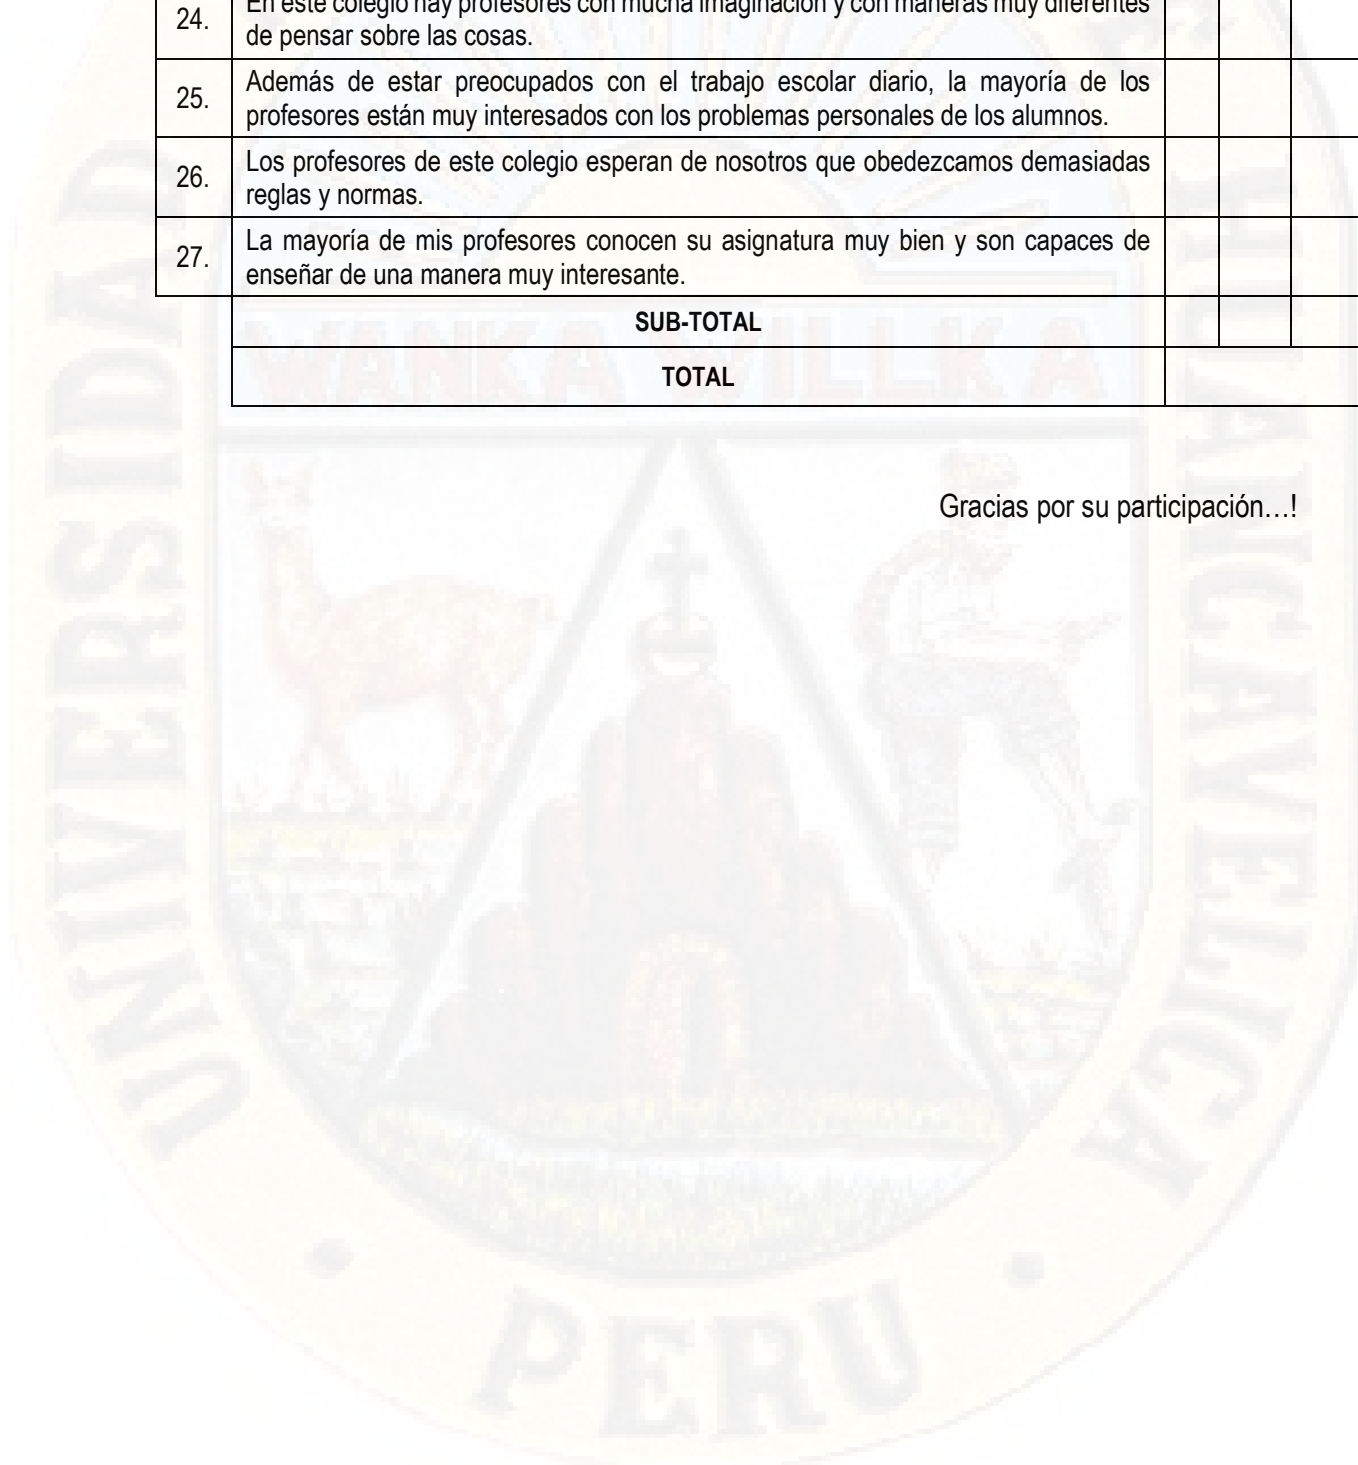 24.
En este colegio hay profesores con mucha imaginación y con maneras muy diferentes
de pensar sobre las cosas.
25.
Además de estar preocupados con el trabajo escolar diario, la mayoría de los
profesores están muy interesados con los problemas personales de los alumnos.
26.
Los profesores de este colegio esperan de nosotros que obedezcamos demasiadas
reglas y normas.
27.
La mayoría de mis profesores conocen su asignatura muy bien y son capaces de
enseñar de una manera muy interesante.
SUB-TOTAL
TOTAL
Gracias por su participación…!
WANKA WILLKA
UNIVERSIDAD
HUANCAVELICA
PERU